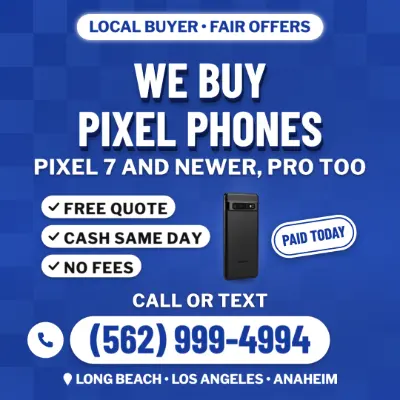 LOCAL BUYER • FAIR OFFERS
WE BUY
PIXEL PHONES
PIXEL 7 AND NEWER, PRO TOO
FREE QUOTE
CASH SAME DAY
NO FEES
PAID TODAY
CALL OR TEXT
(562) 999-4994
LONG BEACH • LOS ANGELES • ANAHEIM